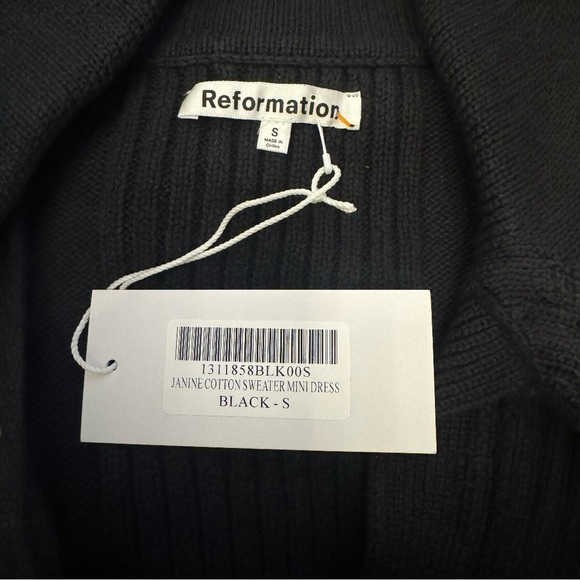 Reformation
S
MADE IN
CHINA
1311858BLK00S
JANINE COTTON SWEATER MINI DRESS
BLACK - S